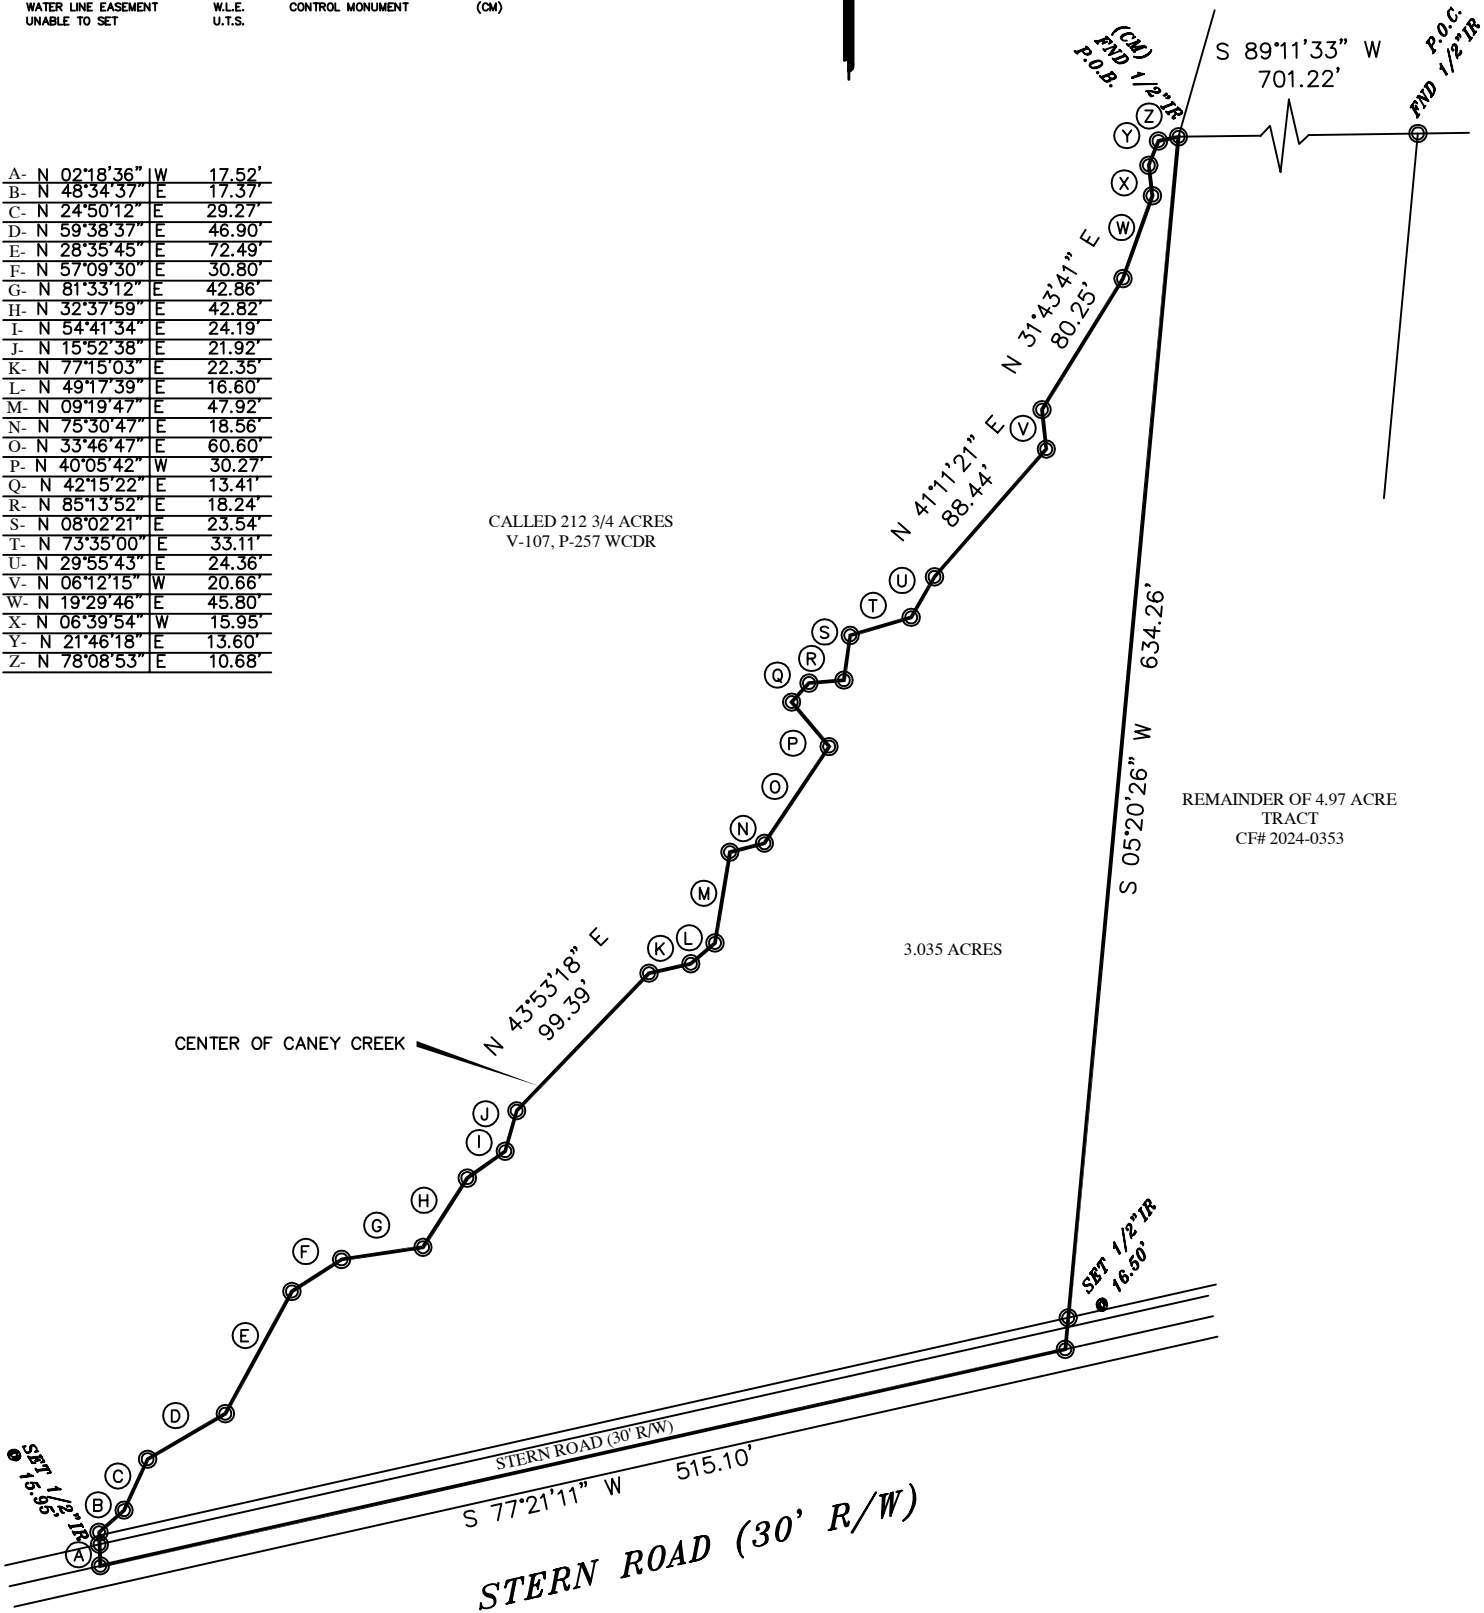 WATER LINE EASEMENT W.L.E. CONTROL MONUMENT (CM)
UNABLE TO SET U.T.S.
(CM)
FND 1/2"IR
P.O.B.
S 89°11'33" W
701.22'
P.O.C.
FND 1/2"IR
A- N 02°18'36" W 17.52'
B- N 48°34'37" E 17.37'
C- N 24°50'12" E 29.27'
D- N 59°38'37" E 46.90'
E- N 28°35'45" E 72.49'
F- N 57°09'30" E 30.80'
G- N 81°33'12" E 42.86'
H- N 32°37'59" E 42.82'
I- N 54°41'34" E 24.19'
J- N 15°52'38" E 21.92'
K- N 77°15'03" E 22.35'
L- N 49°17'39" E 16.60'
M- N 09°19'47" E 47.92'
N- N 75°30'47" E 18.56'
O- N 33°46'47" E 60.60'
P- N 40°05'42" W 30.27'
Q- N 42°15'22" E 13.41'
R- N 85°13'52" E 18.24'
S- N 08°02'21" E 23.54'
T- N 73°35'00" E 33.11'
U- N 29°55'43" E 24.36'
V- N 06°12'15" W 20.66'
W- N 19°29'46" E 45.80'
X- N 06°39'54" W 15.95'
Y- N 21°46'18" E 13.60'
Z- N 78°08'53" E 10.68'
Z
Y
X
W
N 31°43'41" E
80.25'
V
N 41°11'21" E
88.44'
CALLED 212 3/4 ACRES
V-107, P-257 WCDR
U
T
S
R
Q
P
O
N
M
L
K
S 05°20'26" W 634.26'
REMAINDER OF 4.97 ACRE
TRACT
CF# 2024-0353
3.035 ACRES
N 43°53'18" E
99.39'
CENTER OF CANEY CREEK
J
I
H
G
F
E
D
C
B
A
SET 1/2"IR
@ 16.50'
SET 1/2"IR
@ 15.95'
STERN ROAD (30' R/W)
S 77°21'11" W 515.10'
STERN ROAD (30' R/W)